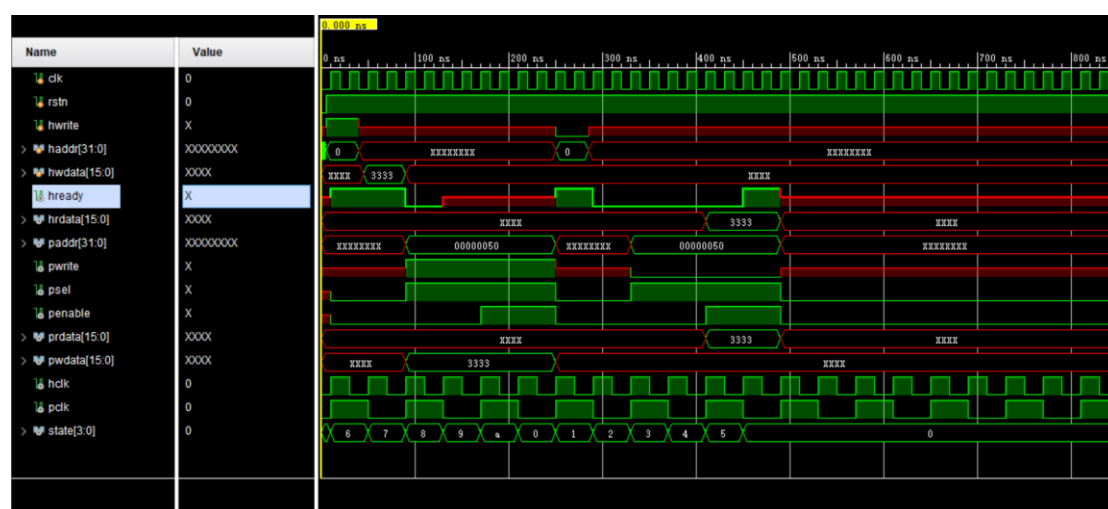 0.000 ns
Name Value
0 ns 100 ns 200 ns 300 ns 400 ns 500 ns 600 ns 700 ns 800 ns
clk 0
rstn 0
hwrite X
haddr[31:0] XXXXXXXX 0 XXXXXXXX 0 XXXXXXXX
hwdata[15:0] XXXX XXXX 3333 XXXX
hready X
hrdata[15:0] XXXX XXXX 3333 XXXX
paddr[31:0] XXXXXXXX XXXXXXXX 00000050 XXXXXXXX 00000050 XXXXXXXX
pwrite X
psel X
penable X
prdata[15:0] XXXX XXXX 3333 XXXX
pwdata[15:0] XXXX XXXX 3333 XXXX
hclk 0
pclk 0
state[3:0] 0 6 7 8 9 a 0 1 2 3 4 5 0